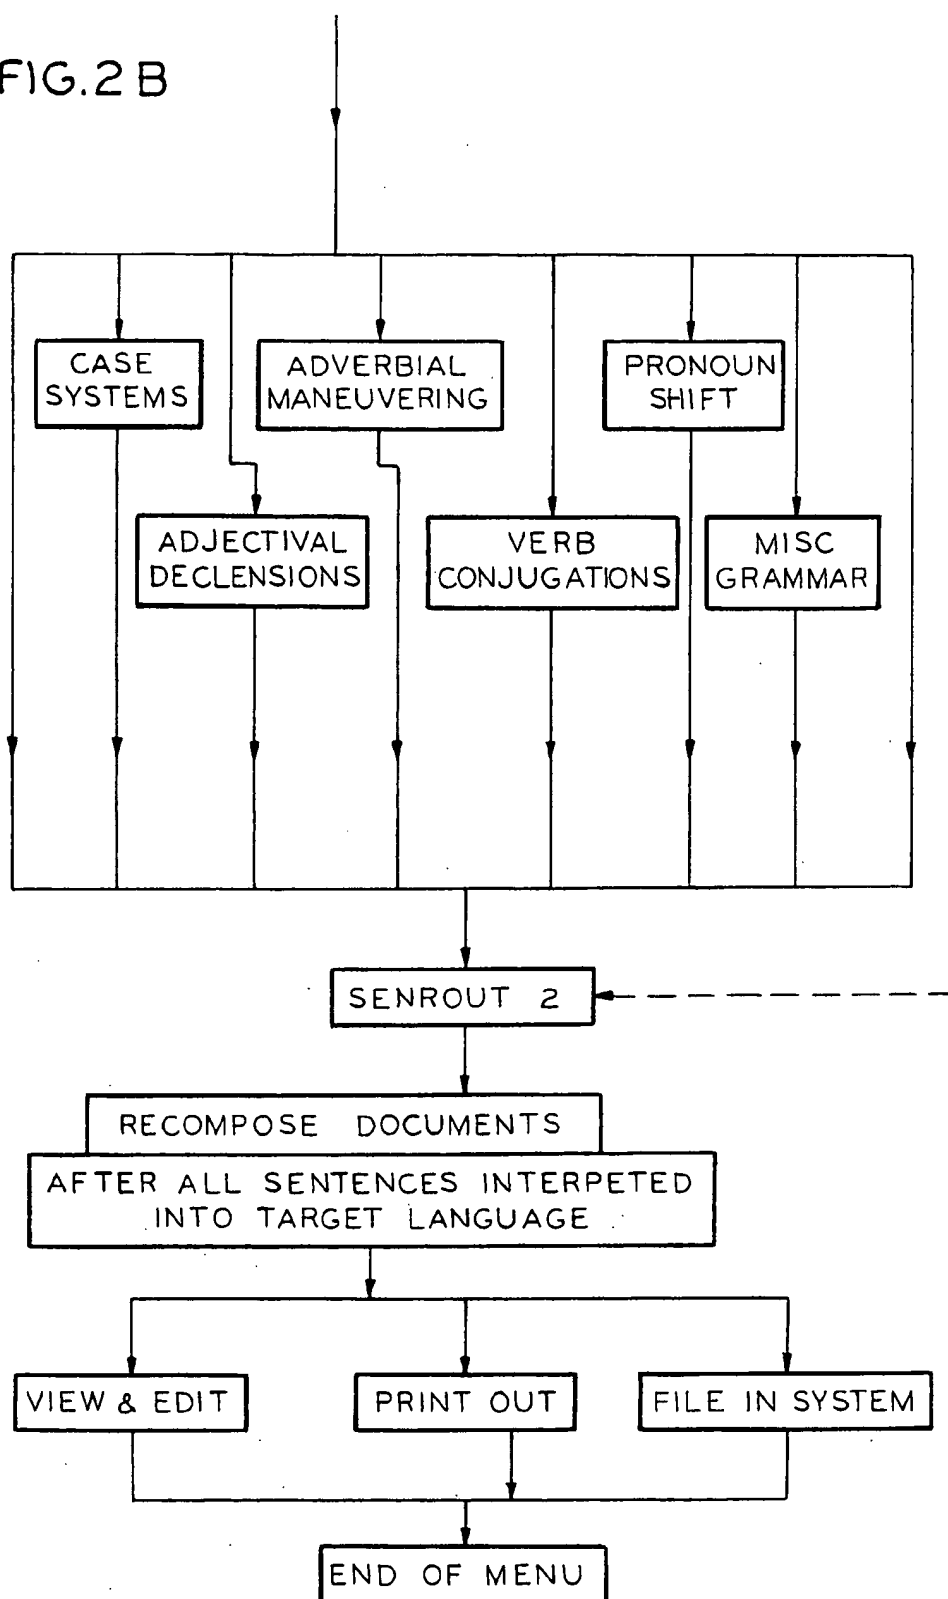 FIG.2B
CASE
SYSTEMS
ADVERBIAL
MANEUVERING
PRONOUN
SHIFT
ADJECTIVAL
DECLENSIONS
VERB
CONJUGATIONS
MISC
GRAMMAR
SENROUT 2
RECOMPOSE DOCUMENTS
AFTER ALL SENTENCES INTERPETED
INTO TARGET LANGUAGE
VIEW & EDIT
PRINT OUT
FILE IN SYSTEM
END OF MENU